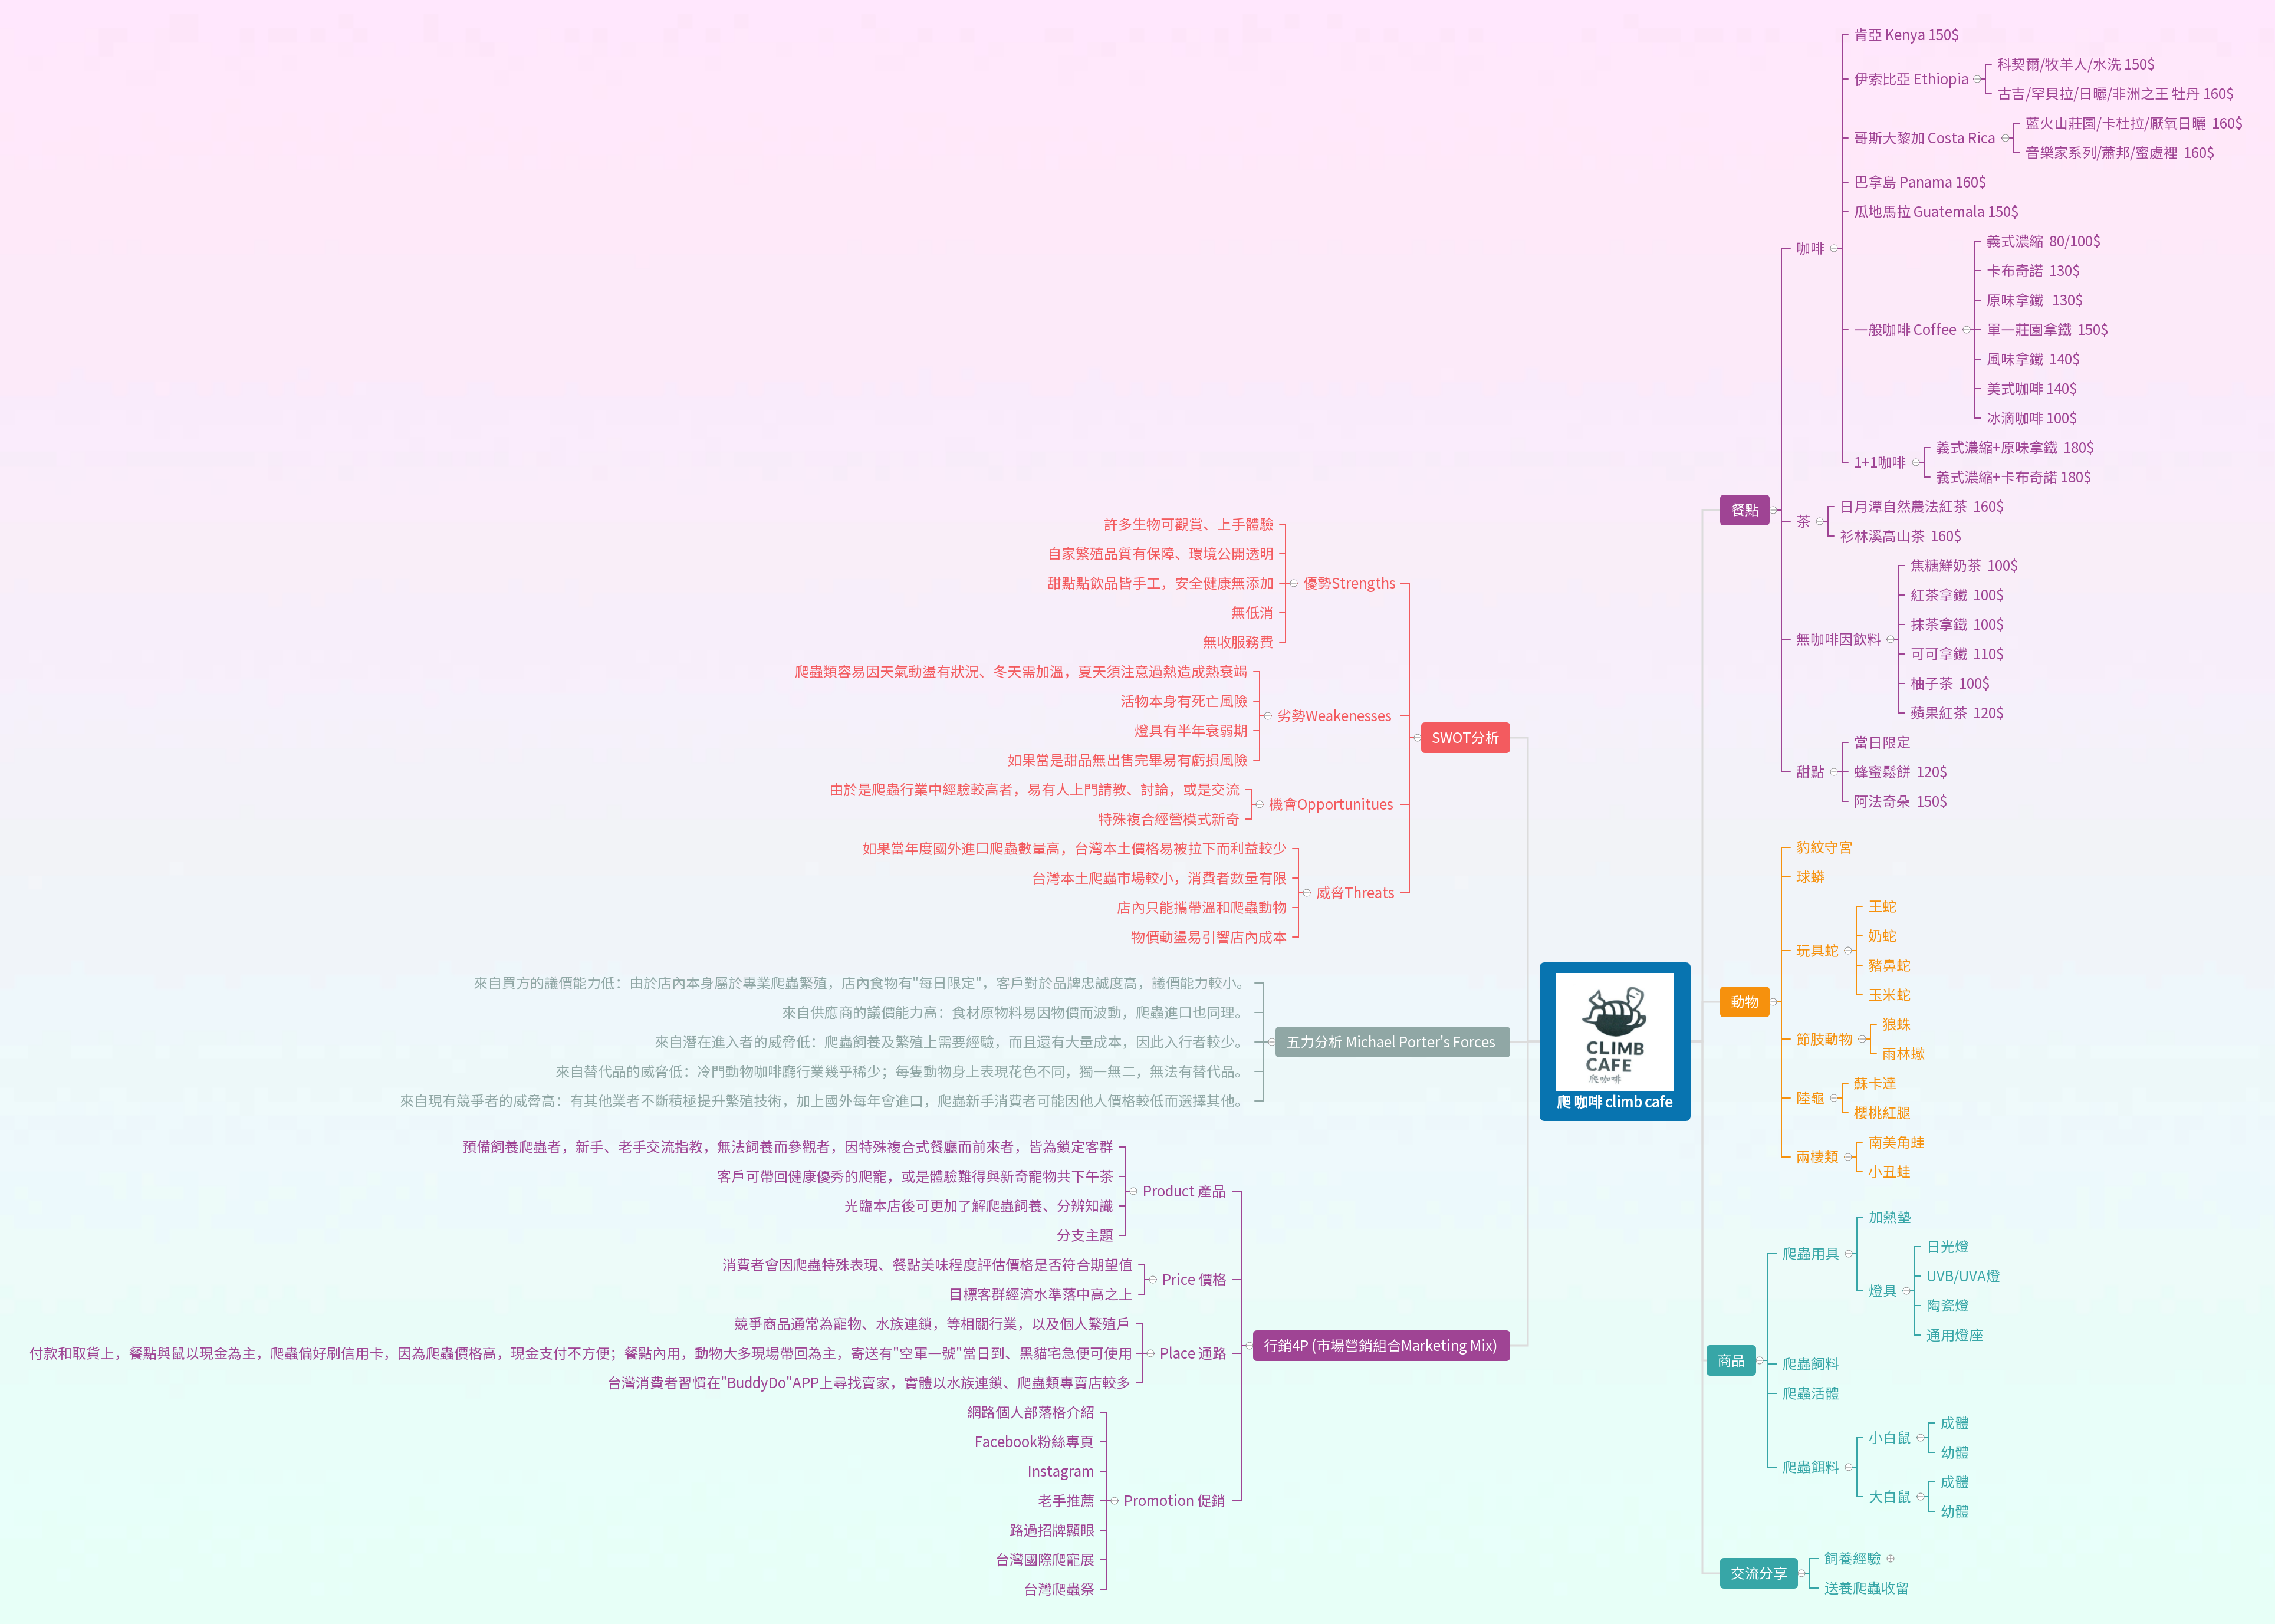 CLIMB
CAFE
爬咖啡
爬 咖啡 climb cafe
餐點
咖啡
肯亞 Kenya 150$
伊索比亞 Ethiopia
科契爾/牧羊人/水洗 150$
古吉/罕貝拉/日曬/非洲之王 牡丹 160$
哥斯大黎加 Costa Rica
藍火山莊園/卡杜拉/厭氧日曬 160$
音樂家系列/蕭邦/蜜處裡 160$
巴拿島 Panama 160$
瓜地馬拉 Guatemala 150$
一般咖啡 Coffee
義式濃縮 80/100$
卡布奇諾 130$
原味拿鐵 130$
單一莊園拿鐵 150$
風味拿鐵 140$
美式咖啡 140$
冰滴咖啡 100$
1+1咖啡
義式濃縮+原味拿鐵 180$
義式濃縮+卡布奇諾 180$
茶
日月潭自然農法紅茶 160$
衫林溪高山茶 160$
無咖啡因飲料
焦糖鮮奶茶 100$
紅茶拿鐵 100$
抹茶拿鐵 100$
可可拿鐵 110$
柚子茶 100$
蘋果紅茶 120$
甜點
當日限定
蜂蜜鬆餅 120$
阿法奇朵 150$
動物
豹紋守宮
球蟒
玩具蛇
王蛇
奶蛇
豬鼻蛇
玉米蛇
節肢動物
狼蛛
雨林蠍
陸龜
蘇卡達
櫻桃紅腿
兩棲類
南美角蛙
小丑蛙
商品
爬蟲用具
加熱墊
燈具
日光燈
UVB/UVA燈
陶瓷燈
通用燈座
爬蟲飼料
爬蟲活體
爬蟲餌料
小白鼠
成體
幼體
大白鼠
成體
幼體
交流分享
飼養經驗
送養爬蟲收留
SWOT分析
優勢Strengths
許多生物可觀賞、上手體驗
自家繁殖品質有保障、環境公開透明
甜點點飲品皆手工，安全健康無添加
無低消
無收服務費
劣勢Weakenesses
爬蟲類容易因天氣動盪有狀況、冬天需加溫，夏天須注意過熱造成熱衰竭
活物本身有死亡風險
燈具有半年衰弱期
如果當是甜品無出售完畢易有虧損風險
機會Opportunitues
由於是爬蟲行業中經驗較高者，易有人上門請教、討論，或是交流
特殊複合經營模式新奇
威脅Threats
如果當年度國外進口爬蟲數量高，台灣本土價格易被拉下而利益較少
台灣本土爬蟲市場較小，消費者數量有限
店內只能攜帶溫和爬蟲動物
物價動盪易引響店內成本
五力分析 Michael Porter's Forces
來自買方的議價能力低：由於店內本身屬於專業爬蟲繁殖，店內食物有"每日限定"，客戶對於品牌忠誠度高，議價能力較小。
來自供應商的議價能力高：食材原物料易因物價而波動，爬蟲進口也同理。
來自潛在進入者的威脅低：爬蟲飼養及繁殖上需要經驗，而且還有大量成本，因此入行者較少。
來自替代品的威脅低：冷門動物咖啡廳行業幾乎稀少；每隻動物身上表現花色不同，獨一無二，無法有替代品。
來自現有競爭者的威脅高：有其他業者不斷積極提升繁殖技術，加上國外每年會進口，爬蟲新手消費者可能因他人價格較低而選擇其他。
行銷4P (市場營銷組合Marketing Mix)
Product 產品
預備飼養爬蟲者，新手、老手交流指教，無法飼養而參觀者，因特殊複合式餐廳而前來者，皆為鎖定客群
客戶可帶回健康優秀的爬寵，或是體驗難得與新奇寵物共下午茶
光臨本店後可更加了解爬蟲飼養、分辨知識
分支主題
Price 價格
消費者會因爬蟲特殊表現、餐點美味程度評估價格是否符合期望值
目標客群經濟水準落中高之上
Place 通路
競爭商品通常為寵物、水族連鎖，等相關行業，以及個人繁殖戶
付款和取貨上，餐點與鼠以現金為主，爬蟲偏好刷信用卡，因為爬蟲價格高，現金支付不方便；餐點內用，動物大多現場帶回為主，寄送有"空軍一號"當日到、黑貓宅急便可使用
台灣消費者習慣在"BuddyDo"APP上尋找賣家，實體以水族連鎖、爬蟲類專賣店較多
Promotion 促銷
網路個人部落格介紹
Facebook粉絲專頁
Instagram
老手推薦
路過招牌顯眼
台灣國際爬寵展
台灣爬蟲祭